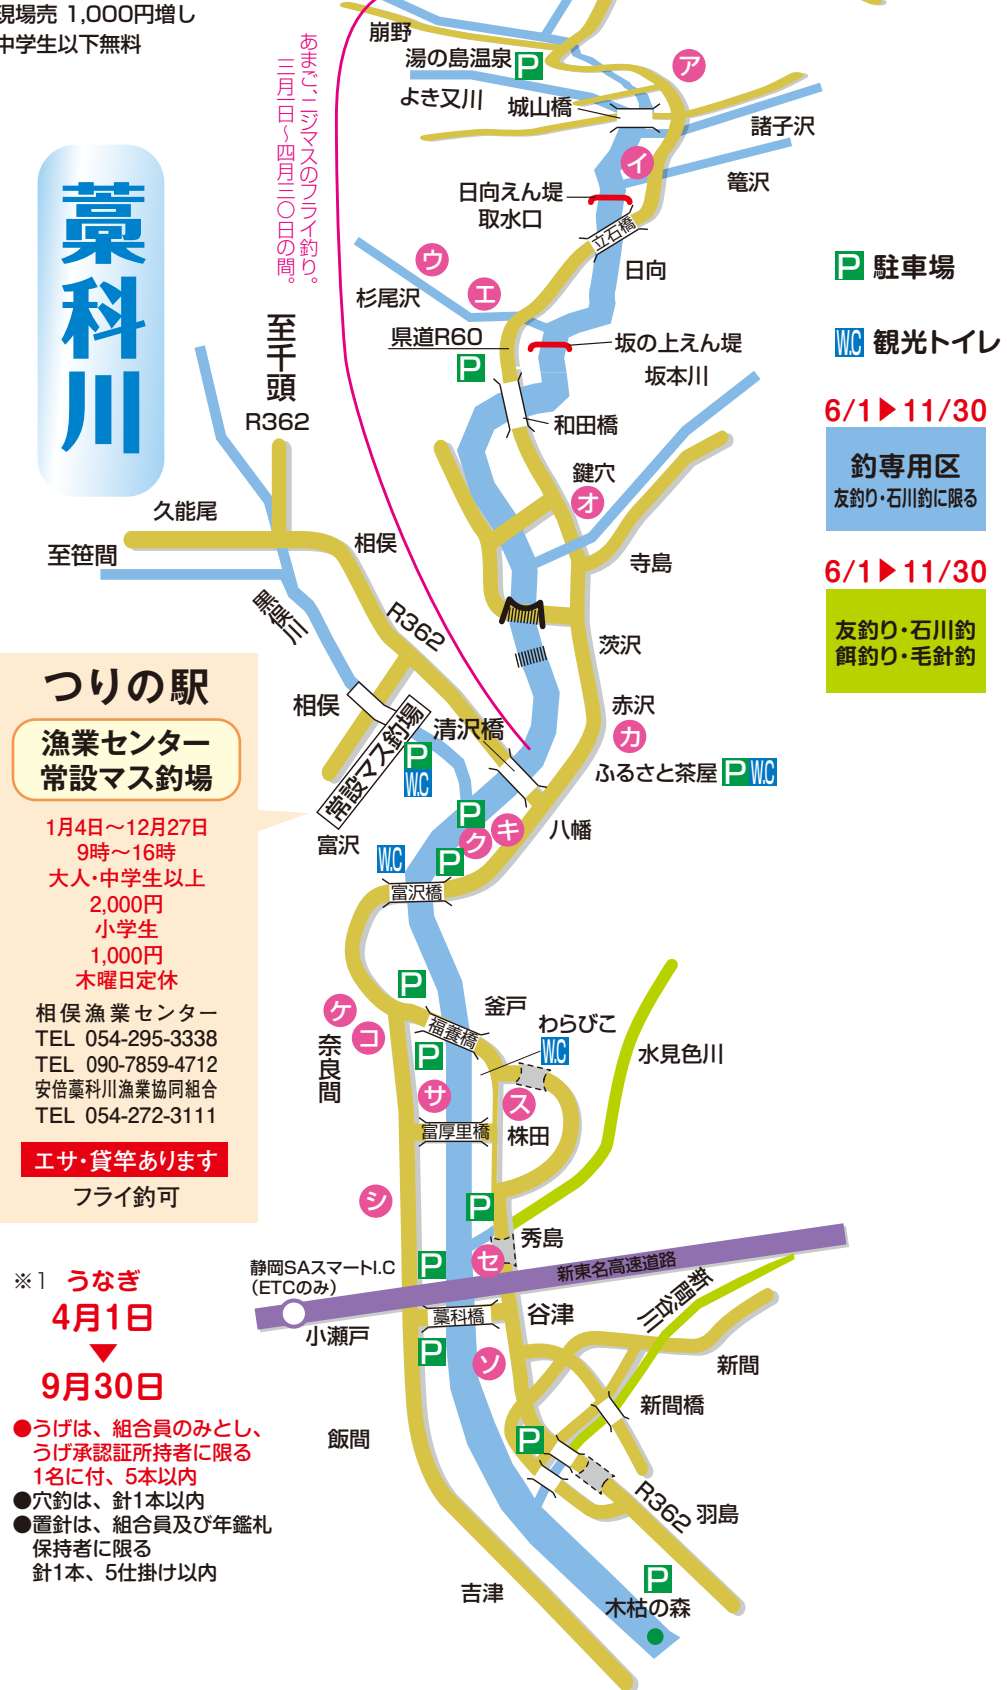 現場売 1,000円増し
中学生以下無料
藁科川
あまご、ニジマスのフライ釣り。
三月一日～四月三〇日の間。
崩野
湯の島温泉
P
ア
よき又川
城山橋
諸子沢
イ
篭沢
日向えん堤
取水口
立石橋
日向
ウ
エ
杉尾沢
県道R60
P
坂の上えん堤
坂本川
和田橋
至千頭
R362
鍵穴
オ
久能尾
至笹間
相俣
寺島
黒俣川
R362
茨沢
相俣
常設マス釣場
P
W.C
清沢橋
赤沢
カ
ふるさと茶屋 P W.C
P
ク
キ
八幡
富沢
W.C
P
富沢橋
P
釜戸
ケ
コ
福養橋
わらびこ
W.C
奈良間
P
水見色川
サ
ス
富厚里橋
株田
シ
P
秀島
静岡SAスマートI.C
(ETCのみ)
P
セ
新東名高速道路
新間谷川
小瀬戸
藁科橋
谷津
P
ソ
新間
新間橋
飯間
P
R362
羽島
吉津
P
木枯の森
P 駐車場
W.C 観光トイレ
6/1▶11/30
釣専用区
友釣り・石川釣に限る
6/1▶11/30
友釣り・石川釣
餌釣り・毛針釣
つりの駅
漁業センター
常設マス釣場
1月4日～12月27日
9時～16時
大人・中学生以上
2,000円
小学生
1,000円
木曜日定休
相俣漁業センター
TEL 054-295-3338
TEL 090-7859-4712
安倍藁科川漁業協同組合
TEL 054-272-3111
エサ・貸竿あります
フライ釣可
※1 うなぎ
4月1日
▼
9月30日
●うげは、組合員のみとし、
うげ承認証所持者に限る
1名に付、5本以内
●穴釣は、針1本以内
●置針は、組合員及び年鑑札
保持者に限る
針1本、5仕掛け以内